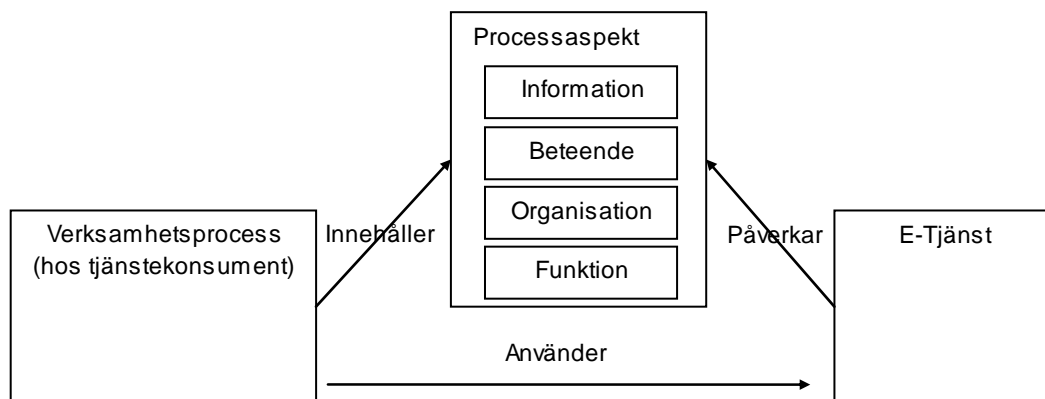 Processaspekt
Information
Beteende
Organisation
Funktion
Verksamhetsprocess
(hos tjänstekonsument)
Innehåller
Påverkar
E-Tjänst
Använder